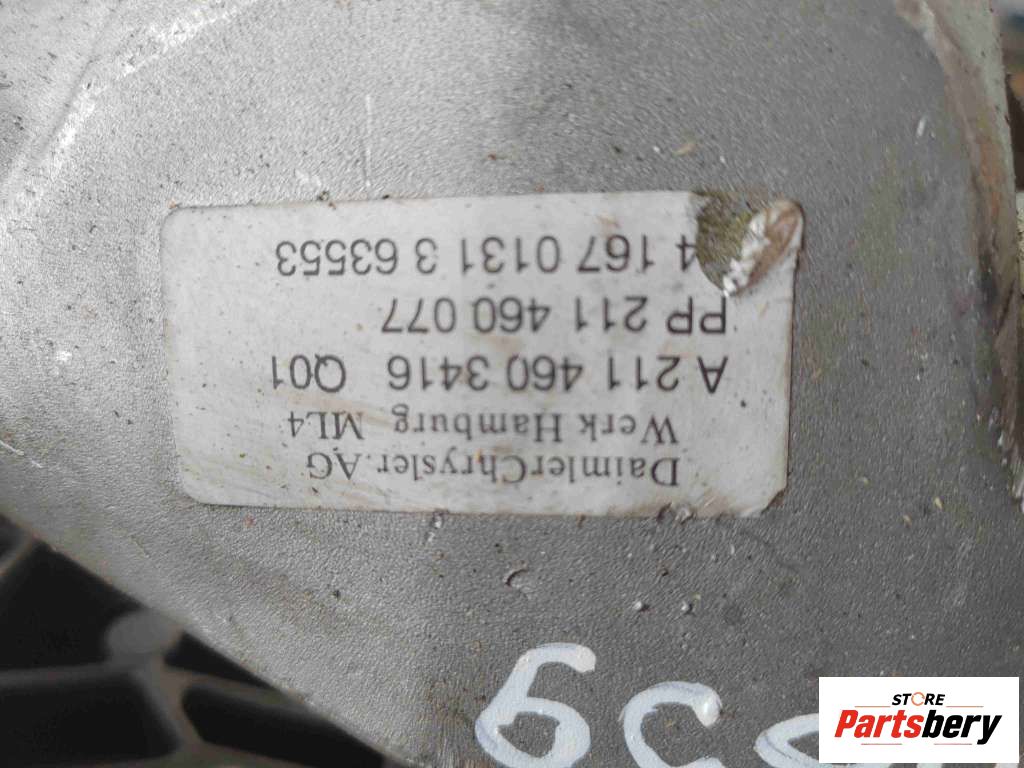 DaimlerChrysler AG
Werk Hamburg ML4
A 211 460 3416 Q01
PP 211 460 077
4 167 0131 3 63553
STORE
Partsbery